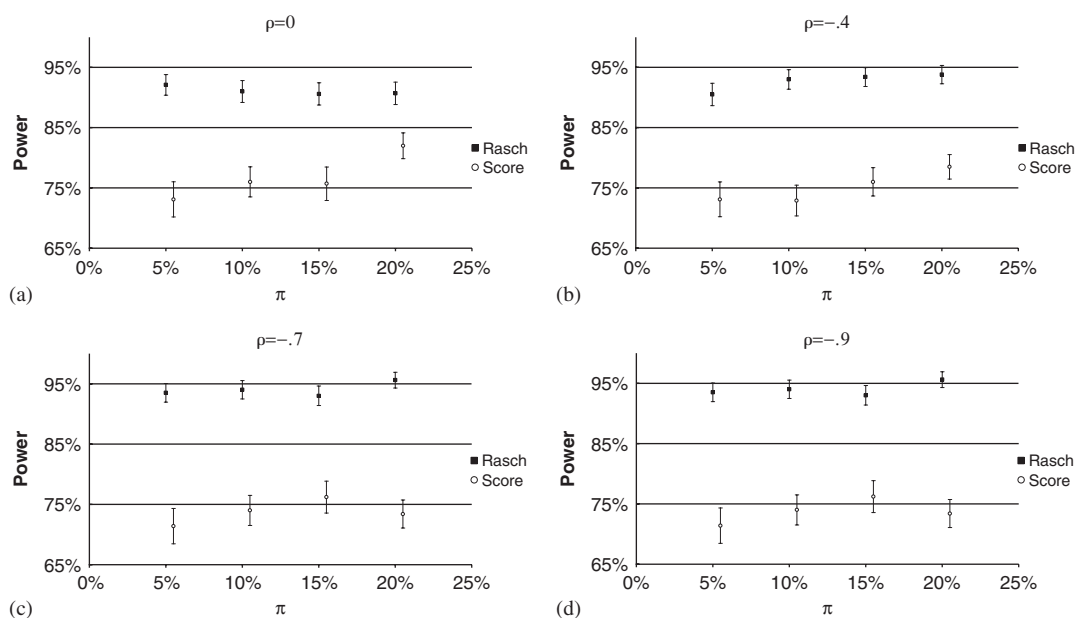 ρ=0
95%
85%
75%
65%
Power
0%
5%
10%
15%
20%
25%
π
Rasch
Score
(a)
ρ=−.4
95%
85%
75%
65%
Power
0%
5%
10%
15%
20%
25%
π
Rasch
Score
(b)
ρ=−.7
95%
85%
75%
65%
Power
0%
5%
10%
15%
20%
25%
π
Rasch
Score
(c)
ρ=−.9
95%
85%
75%
65%
Power
0%
5%
10%
15%
20%
25%
π
Rasch
Score
(d)